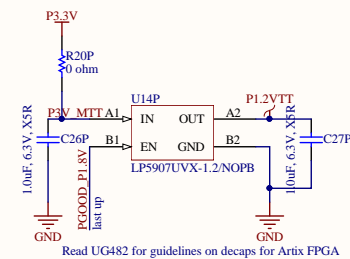 P3.3V
R20P
0 ohm
P3V_MTT
A1
U14P
IN
OUT
A2
P1.2VTT
B1
EN
GND
B2
LP5907UVX-1.2/NOPB
1.0uF, 6.3V, X5R
C26P
PGOOD_P1.8V
last up
1.0uF, 6.3V, X5R
C27P
GND
GND
Read UG482 for guidelines on decaps for Artix FPGA